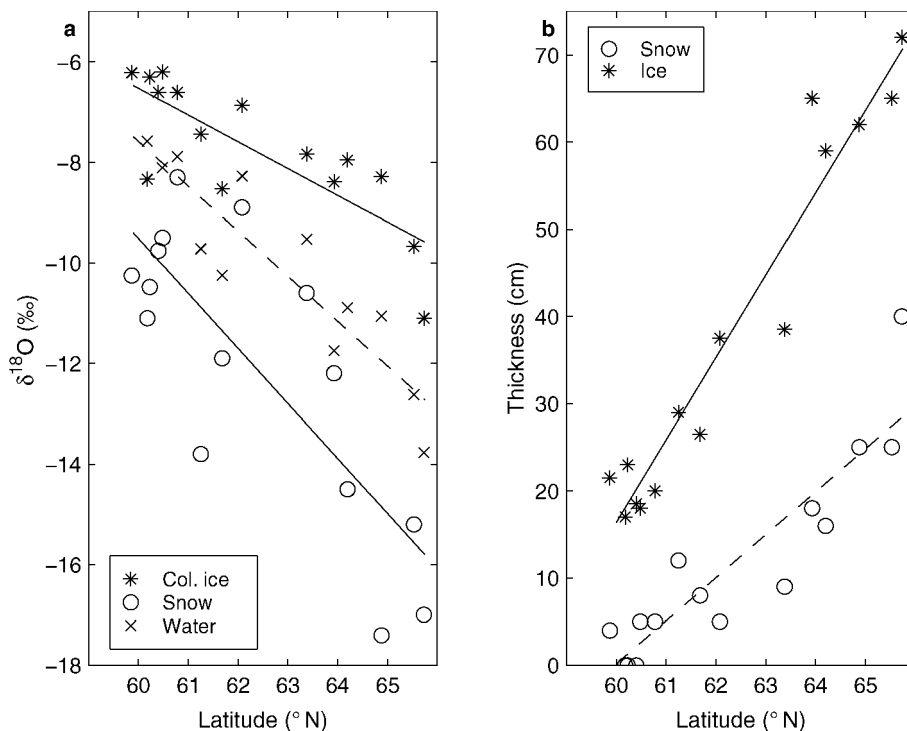 a
−6
−8
−10
−12
−14
−16
−18
δ¹⁸O (‰)
Col. ice
Snow
Water
60 61 62 63 64 65
Latitude (° N)
b
Snow
Ice
70
60
50
40
30
20
10
0
Thickness (cm)
60 61 62 63 64 65
Latitude (° N)